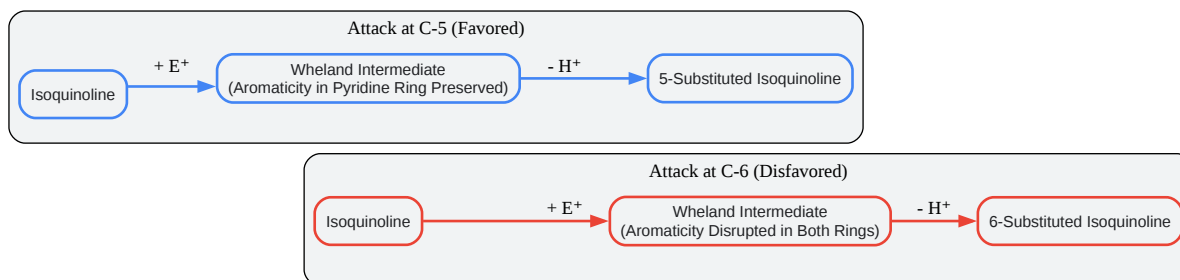 Attack at C-5 (Favored)
+ E⁺
- H⁺
Isoquinoline
Wheland Intermediate
(Aromaticity in Pyridine Ring Preserved)
5-Substituted Isoquinoline
Attack at C-6 (Disfavored)
+ E⁺
- H⁺
Isoquinoline
Wheland Intermediate
(Aromaticity Disrupted in Both Rings)
6-Substituted Isoquinoline